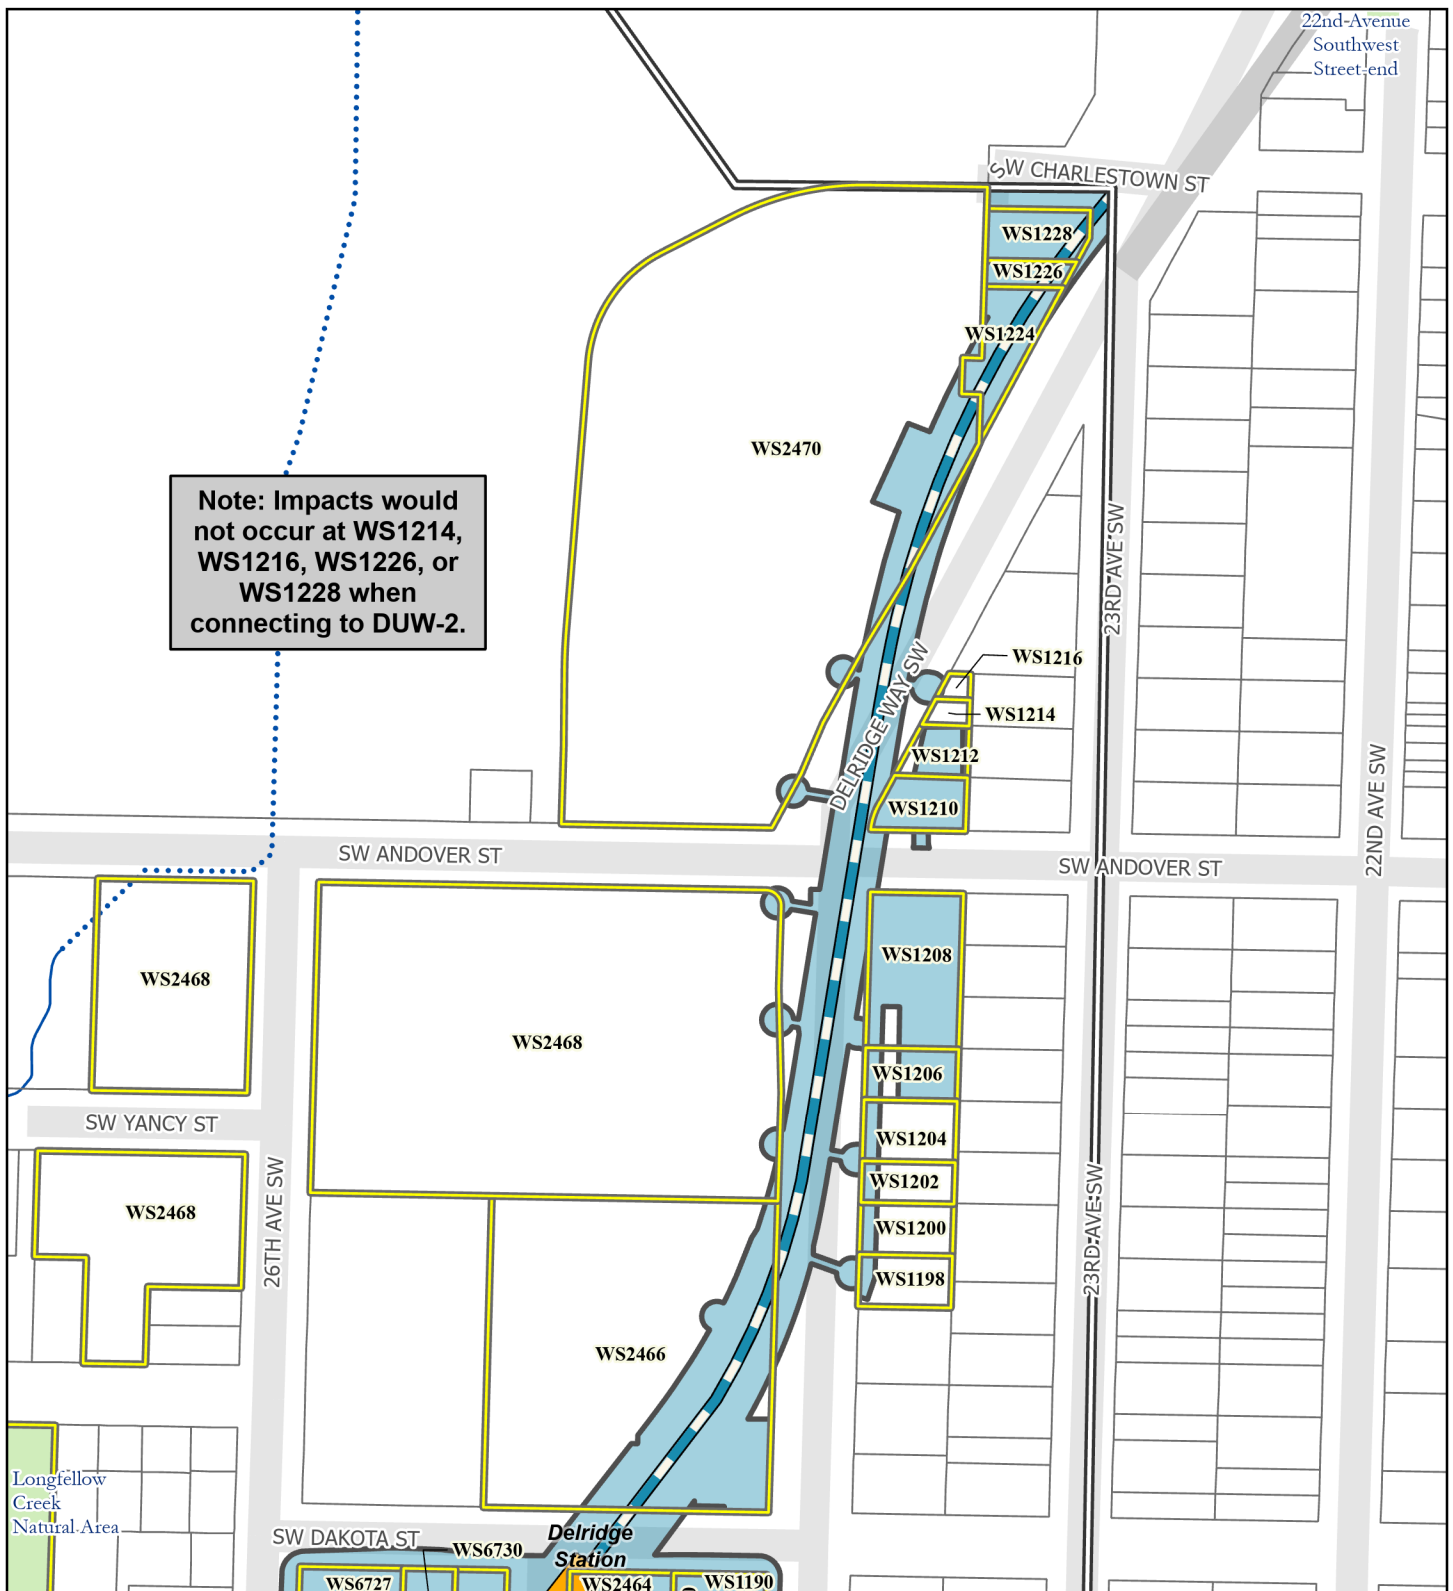 22nd-Avenue
Southwest
Street-end
SW CHARLESTOWN ST
WS1228
WS1226
WS1224
WS2470
Note: Impacts would
not occur at WS1214,
WS1216, WS1226, or
WS1228 when
connecting to DUW-2.
23RD AVE SW
DELRIDGE WAY SW
WS1216
WS1214
WS1212
WS1210
22ND AVE SW
SW ANDOVER ST
SW ANDOVER ST
WS1208
WS2468
WS2468
WS1206
SW YANCY ST
WS1204
WS1202
WS2468
WS1200
26TH AVE SW
23RD AVE SW
WS1198
WS2466
Longfellow
Creek
Natural Area
SW DAKOTA ST
Delridge
Station
WS6730
WS6727
WS2464
WS1190